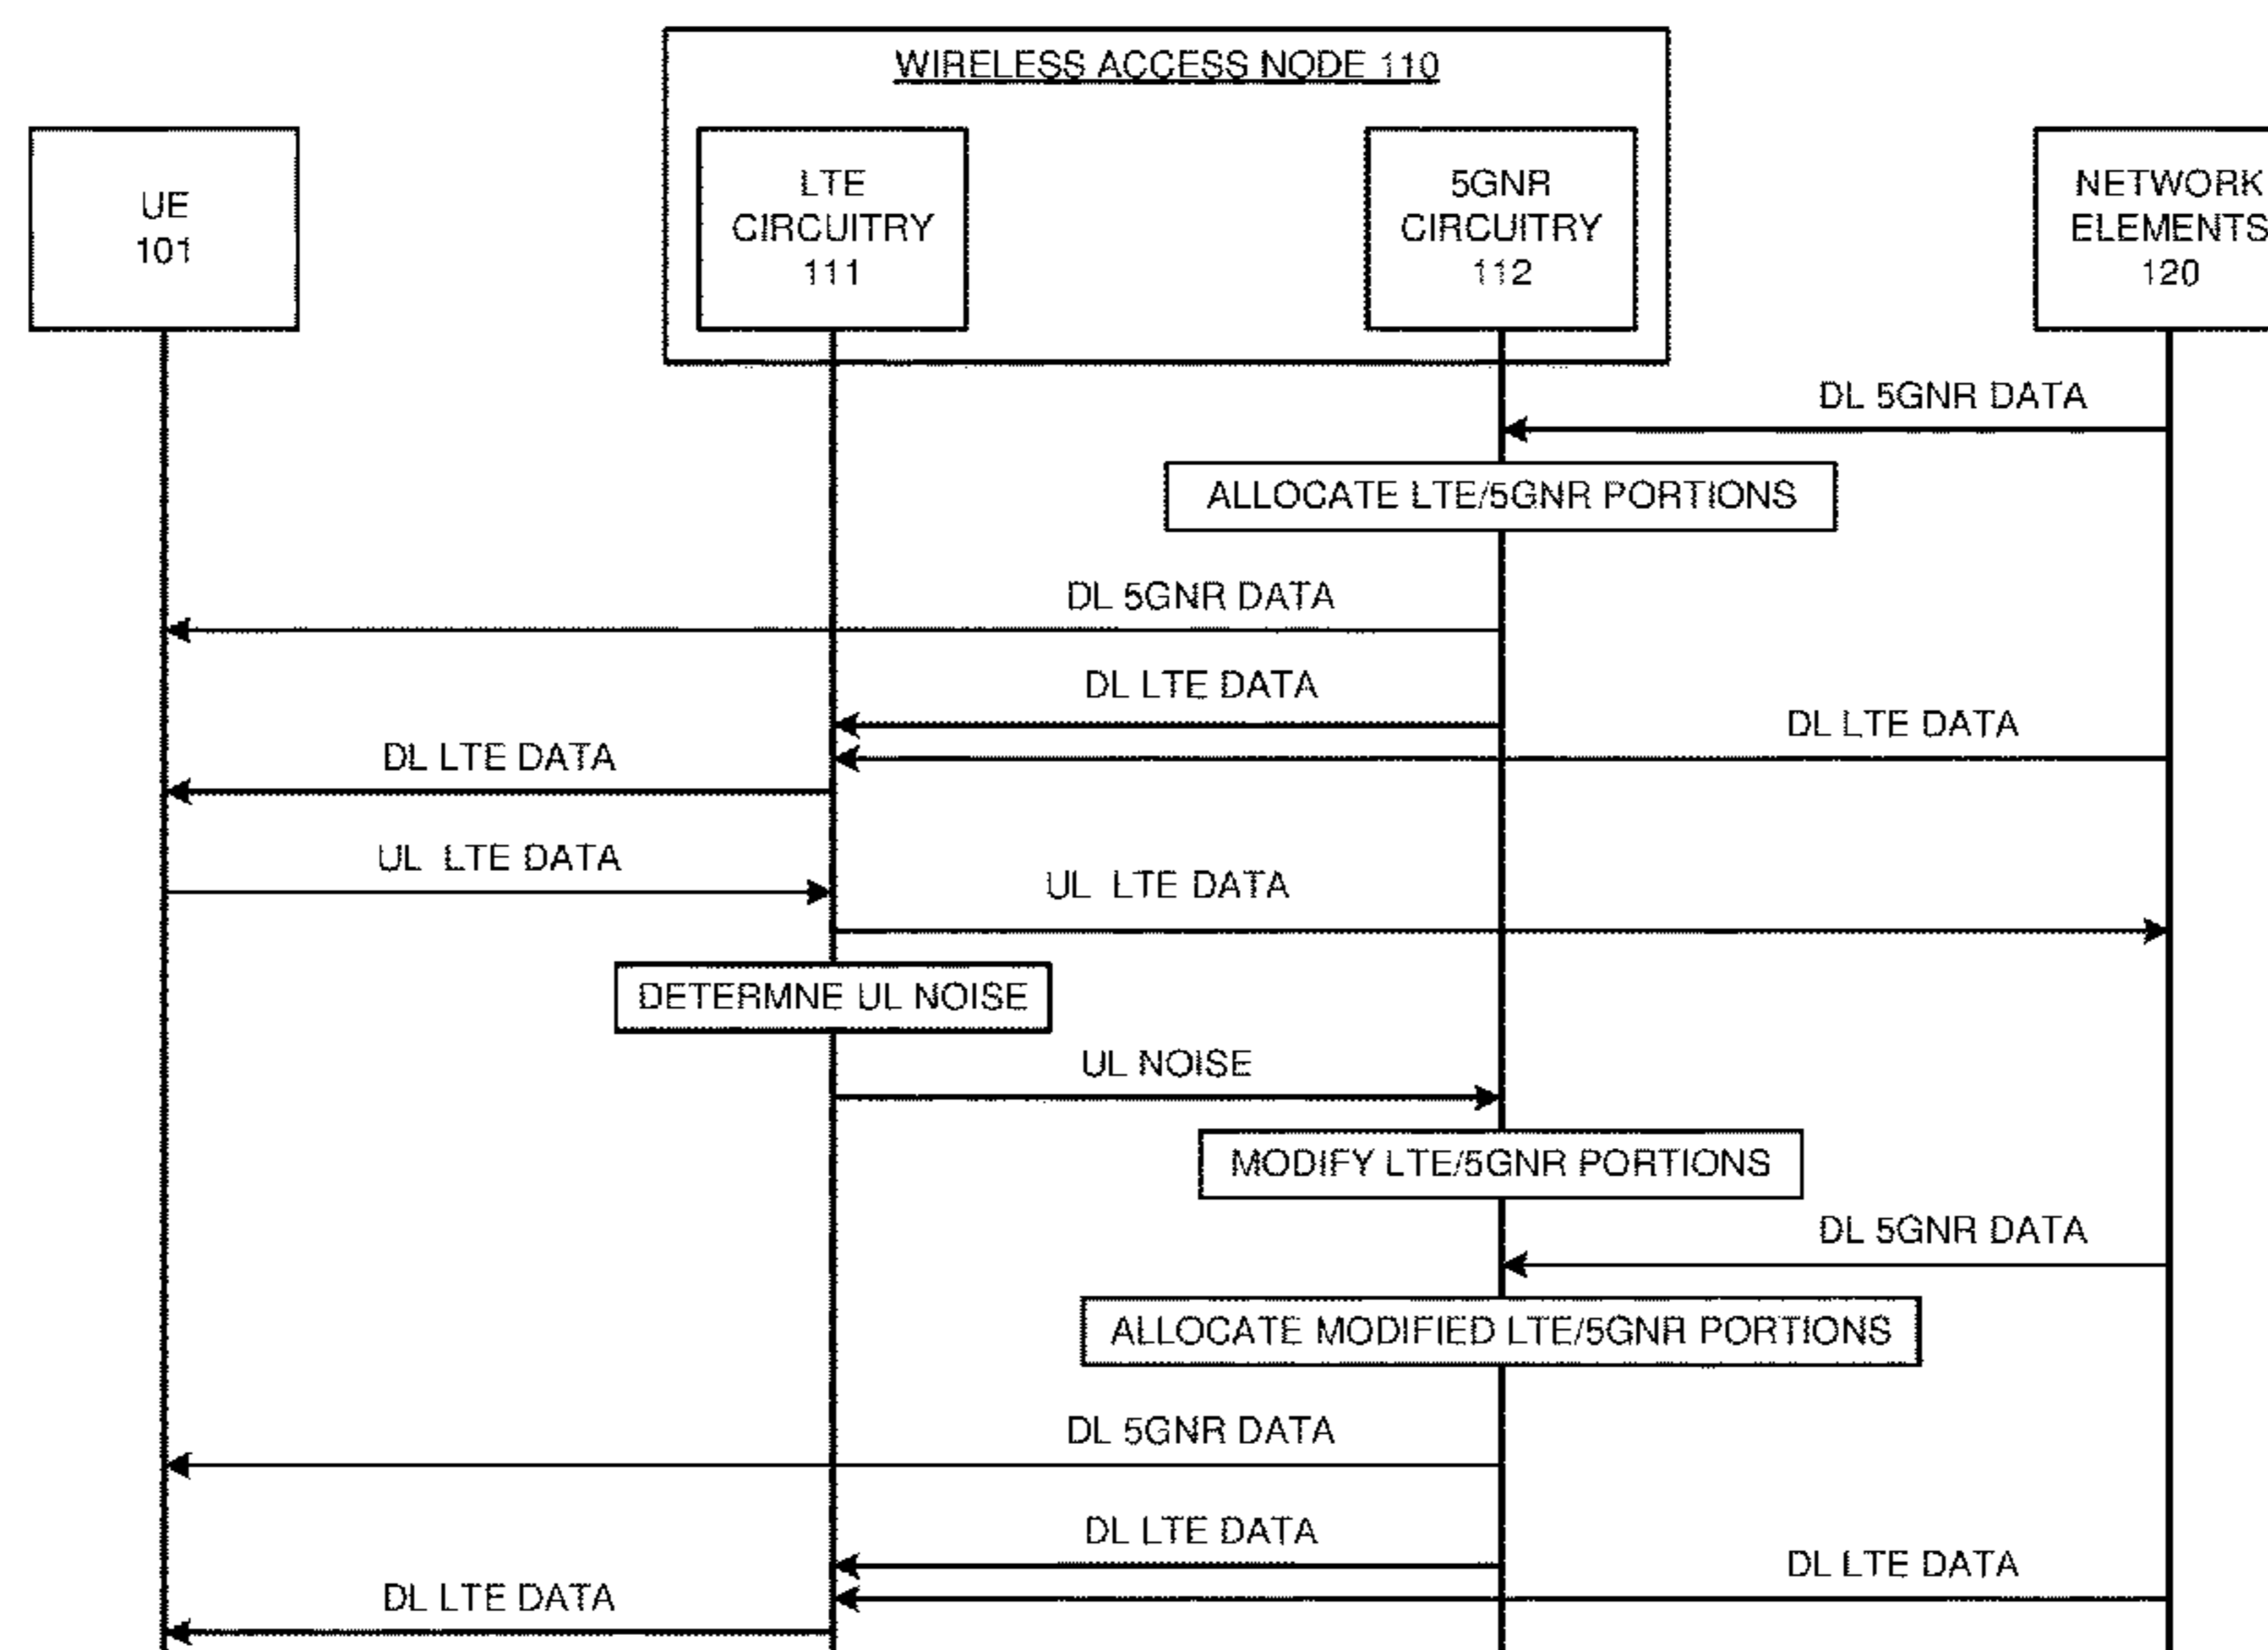 WIRELESS ACCESS NODE 110
UE
101
LTE
CIRCUITRY
111
5GNR
CIRCUITRY
112
NETWORK
ELEMENTS
120
DL 5GNR DATA
ALLOCATE LTE/5GNR PORTIONS
DL 5GNR DATA
DL LTE DATA
DL LTE DATA
DL LTE DATA
UL LTE DATA
UL LTE DATA
DETERMNE UL NOISE
UL NOISE
MODIFY LTE/5GNR PORTIONS
DL 5GNR DATA
ALLOCATE MODIFIED LTE/5GNR PORTIONS
DL 5GNR DATA
DL LTE DATA
DL LTE DATA
DL LTE DATA